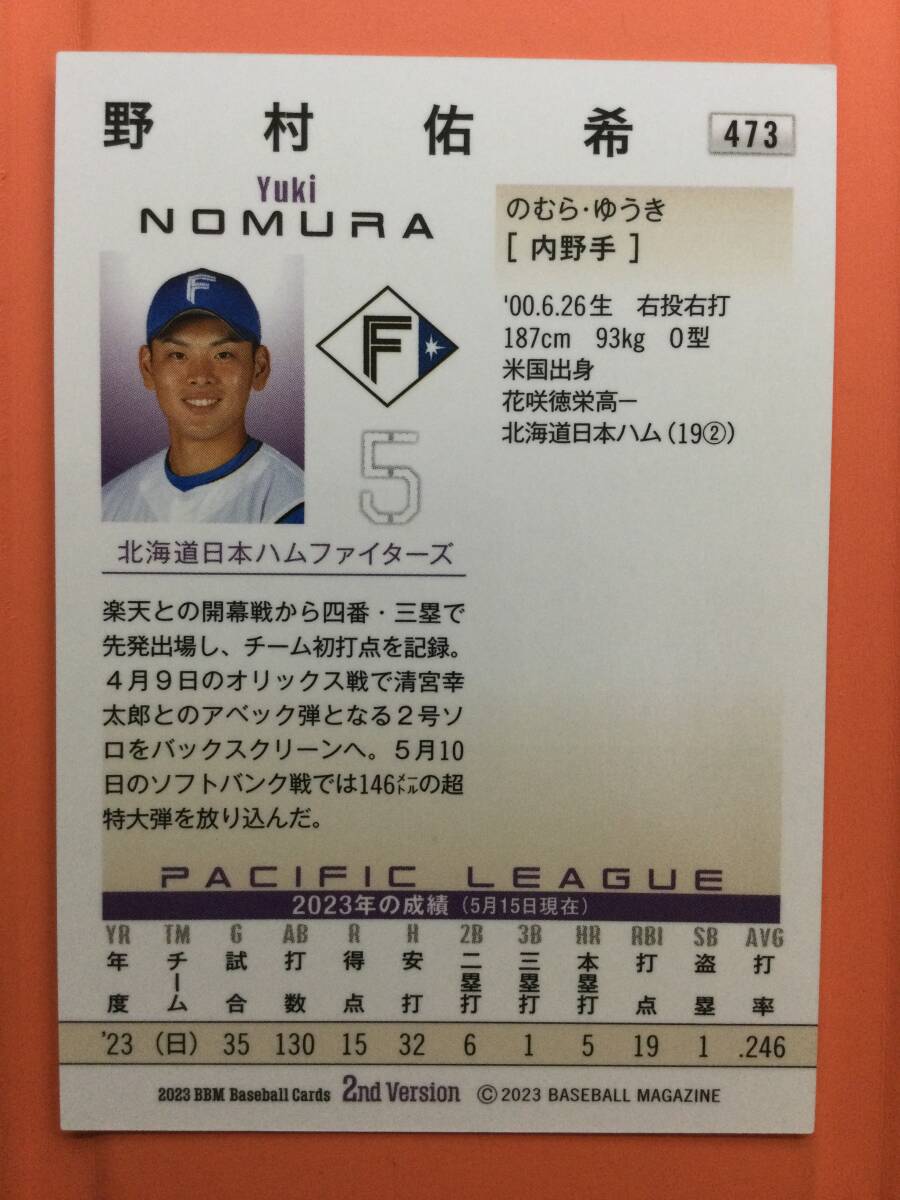 野村佑希
473
Yuki
NOMURA
のむら・ゆうき
[ 内野手 ]
'00.6.26生　右投右打
187cm　93kg　O型
米国出身
花咲徳栄高ー
北海道日本ハム(19②)
F
F
5
北海道日本ハムファイターズ
楽天との開幕戦から四番・三塁で
先発出場し、チーム初打点を記録。
4月9日のオリックス戦で清宮幸
太郎とのアベック弾となる2号ソ
ロをバックスクリーンへ。5月10
日のソフトバンク戦では146㍍の超
特大弾を放り込んだ。
PACIFIC LEAGUE
2023年の成績(5月15日現在)
YR TM G AB R H 2B 3B HR RBI SB AVG
年度 チーム 試合 打数 得点 安打 二塁打 三塁打 本塁打 打点 盗塁 打率
'23 (日) 35 130 15 32 6 1 5 19 1 .246
2023 BBM Baseball Cards 2nd Version ©2023 BASEBALL MAGAZINE